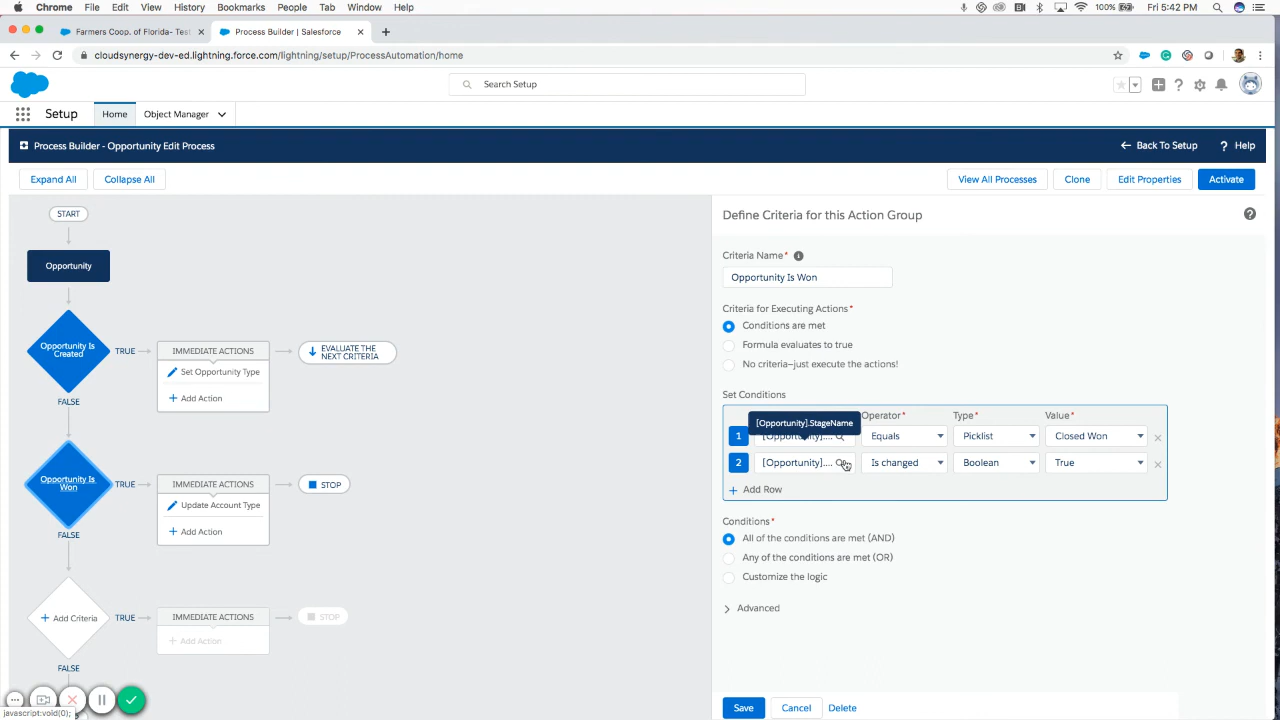 Chrome File Edit View History Bookmarks People Tab Window Help 100% Fri 5:42 PM
Farmers Coop. of Florida- Test
Process Builder | Salesforce
cloudsynergy-dev-ed.lightning.force.com/lightning/setup/ProcessAutomation/home
Search Setup
Setup Home Object Manager
Process Builder - Opportunity Edit Process
Back To Setup
Help
Expand All Collapse All View All Processes Clone Edit Properties Activate
START
Opportunity
Opportunity Is Created
TRUE
IMMEDIATE ACTIONS
Set Opportunity Type
Add Action
EVALUATE THE
NEXT CRITERIA
FALSE
Opportunity Is
Won
TRUE
IMMEDIATE ACTIONS
Update Account Type
Add Action
STOP
FALSE
Add Criteria
TRUE
IMMEDIATE ACTIONS
Add Action
STOP
FALSE
javascript:void(0);
Define Criteria for this Action Group
Criteria Name*
Opportunity Is Won
Criteria for Executing Actions*
Conditions are met
Formula evaluates to true
No criteria—just execute the actions!
Set Conditions
[Opportunity].StageName
Operator* Type* Value*
1 [Opportunity].... Equals Picklist Closed Won
2 [Opportunity].... Is changed Boolean True
Add Row
Conditions*
All of the conditions are met (AND)
Any of the conditions are met (OR)
Customize the logic
Advanced
Save Cancel Delete